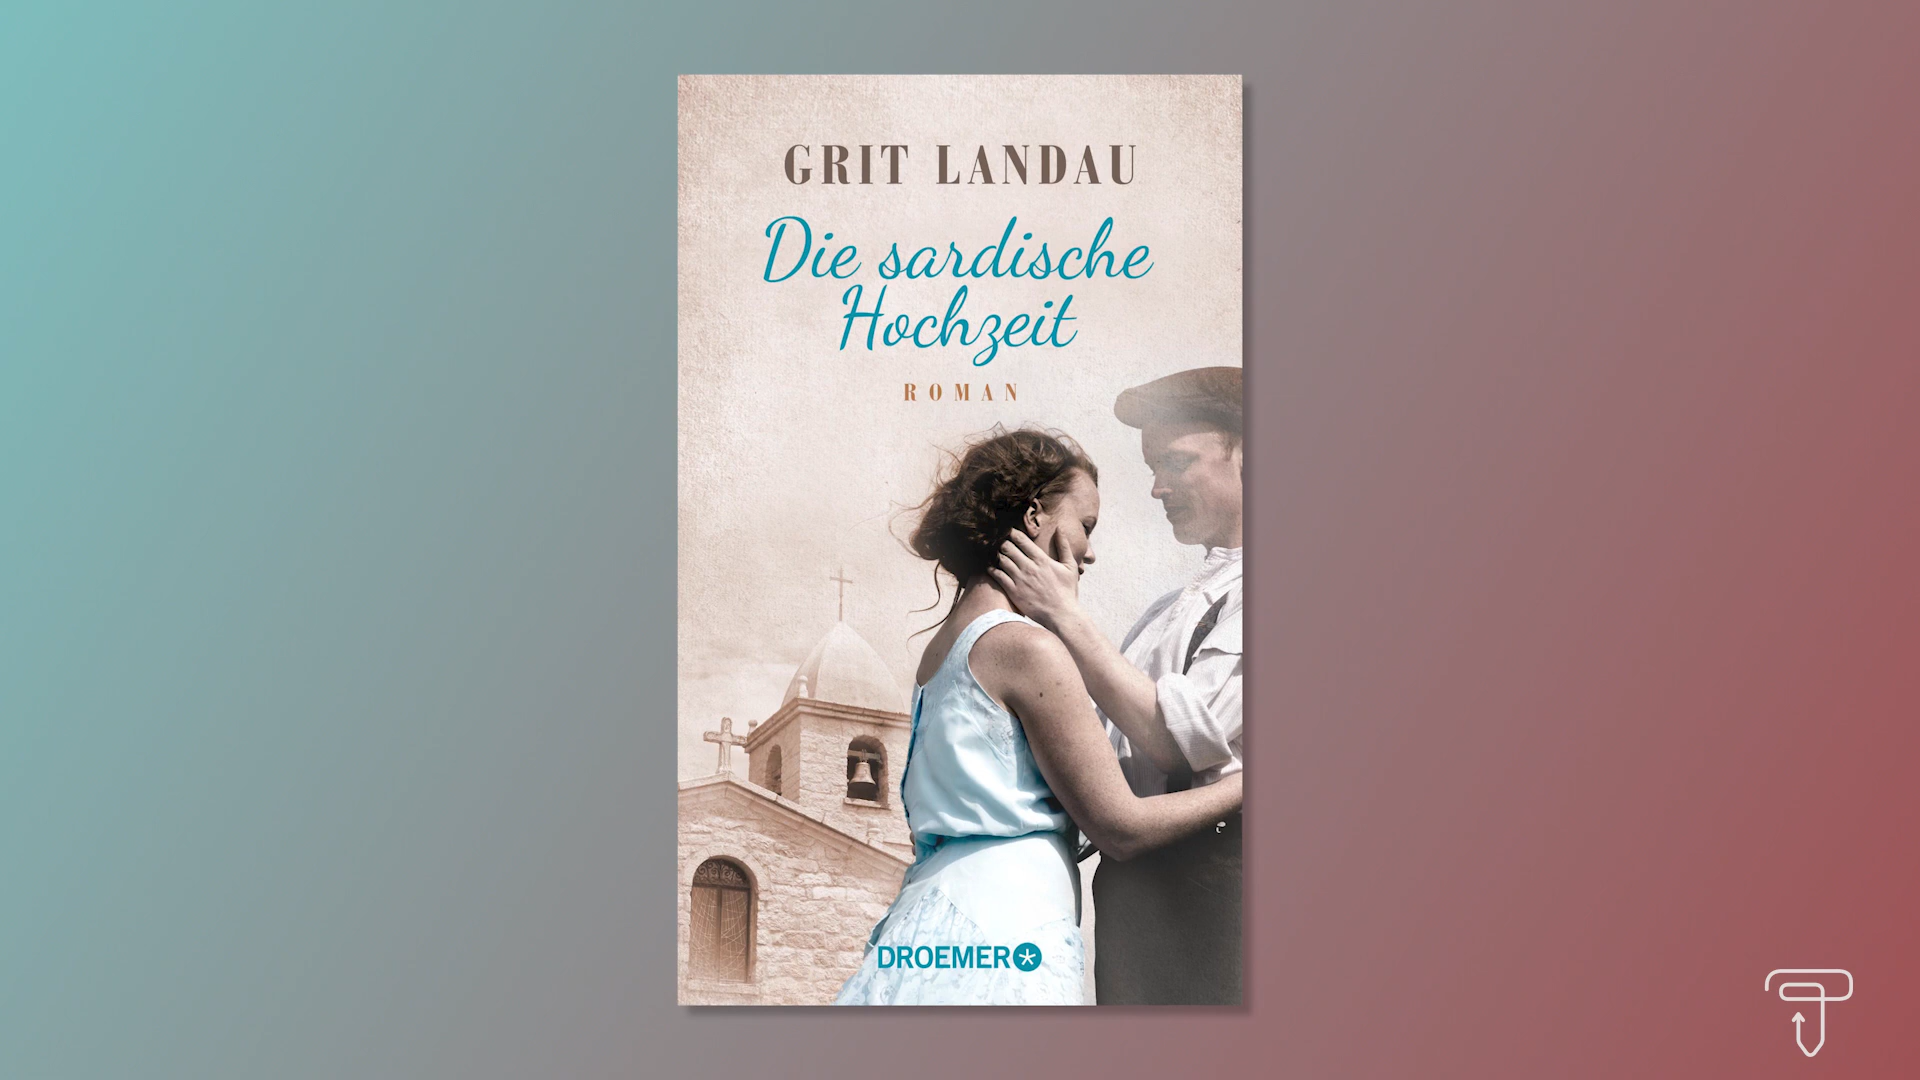 GRIT LANDAU
Die sardische
Hochzeit
ROMAN
DROEMER